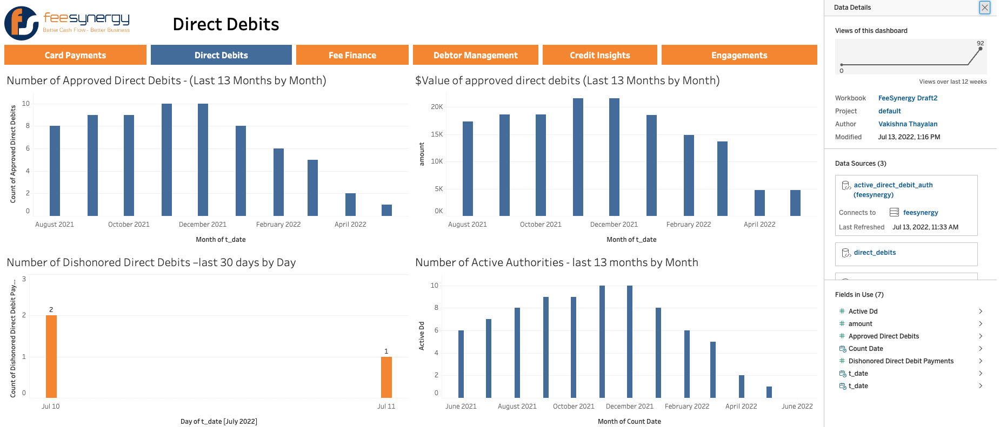 feesynergy
Better Cash Flow - Better Business
Direct Debits
Card Payments
Direct Debits
Fee Finance
Debtor Management
Credit Insights
Engagements
Number of Approved Direct Debits - (Last 13 Months by Month)
Count of Approved Direct Debits
10
8
6
4
2
0
August 2021
October 2021
December 2021
February 2022
April 2022
Month of t_date
$Value of approved direct debits (Last 13 Months by Month)
amount
20K
15K
10K
5K
0K
August 2021
October 2021
December 2021
February 2022
April 2022
Month of t_date
Number of Dishonored Direct Debits –last 30 days by Day
Count of Dishonored Direct Debit Pay...
3
2
1
0
2
1
Jul 10
Jul 11
Day of t_date [July 2022]
Number of Active Authorities - last 13 months by Month
Active Dd
10
8
6
4
2
0
June 2021
August 2021
October 2021
December 2021
February 2022
April 2022
June 2022
Month of Count Date
Data Details
Views of this dashboard
92
0
Views over last 12 weeks
Workbook FeeSynergy Draft2
Project default
Author Vakishna Thayalan
Modified Jul 13, 2022, 1:16 PM
Data Sources (3)
active_direct_debit_auth
(feesynergy)
Connects to feesynergy
Last Refreshed Jul 13, 2022, 11:33 AM
direct_debits
Fields in Use (7)
Active Dd
amount
Approved Direct Debits
Count Date
Dishonored Direct Debit Payments
t_date
t_date